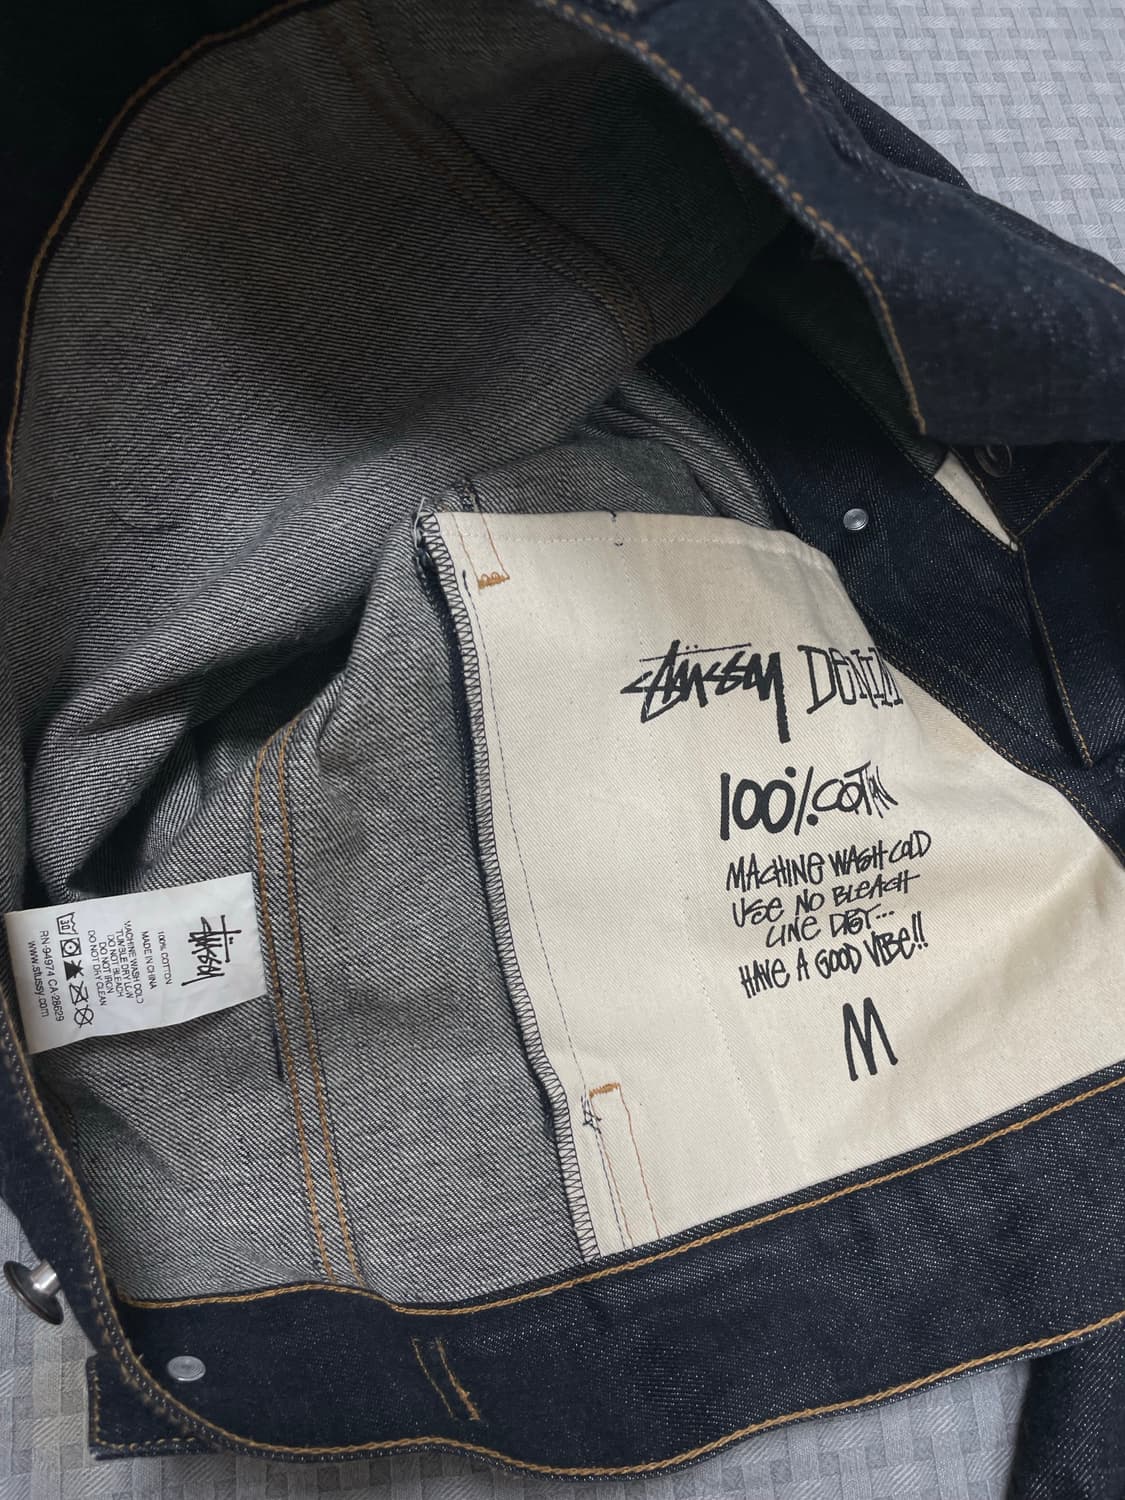 STÜSSY DENIM
100% COTTON
MACHINE WASH COLD
USE NO BLEACH
LINE DRY...
HAVE A GOOD VIBE!!
M
STÜSSY
100% COTTON
MADE IN CHINA
MACHINE WASH COLD
TUMBLE DRY LOW
DO NOT BLEACH
DO NOT IRON
DO NOT DRY CLEAN
30
RN 94974 CA 28629
www.stussy.com